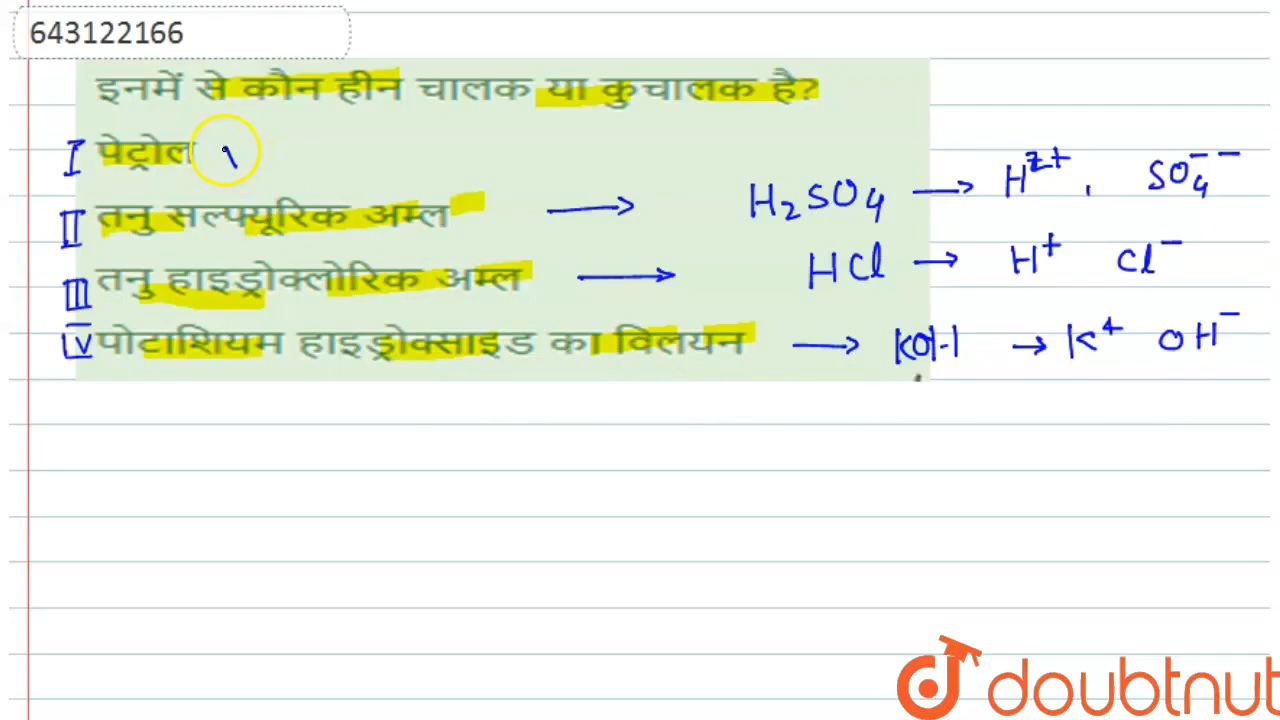 643122166
इनमें से कौन हीन चालक या कुचालक है?
I पेट्रोल
II तनु सल्फ्यूरिक अम्ल → H₂SO₄ → H²⁺, SO₄⁻⁻
III तनु हाइड्रोक्लोरिक अम्ल → HCl → H⁺ Cl⁻
IV पोटाशियम हाइड्रोक्साइड का विलयन → KOH → K⁺ OH⁻
doubtnut